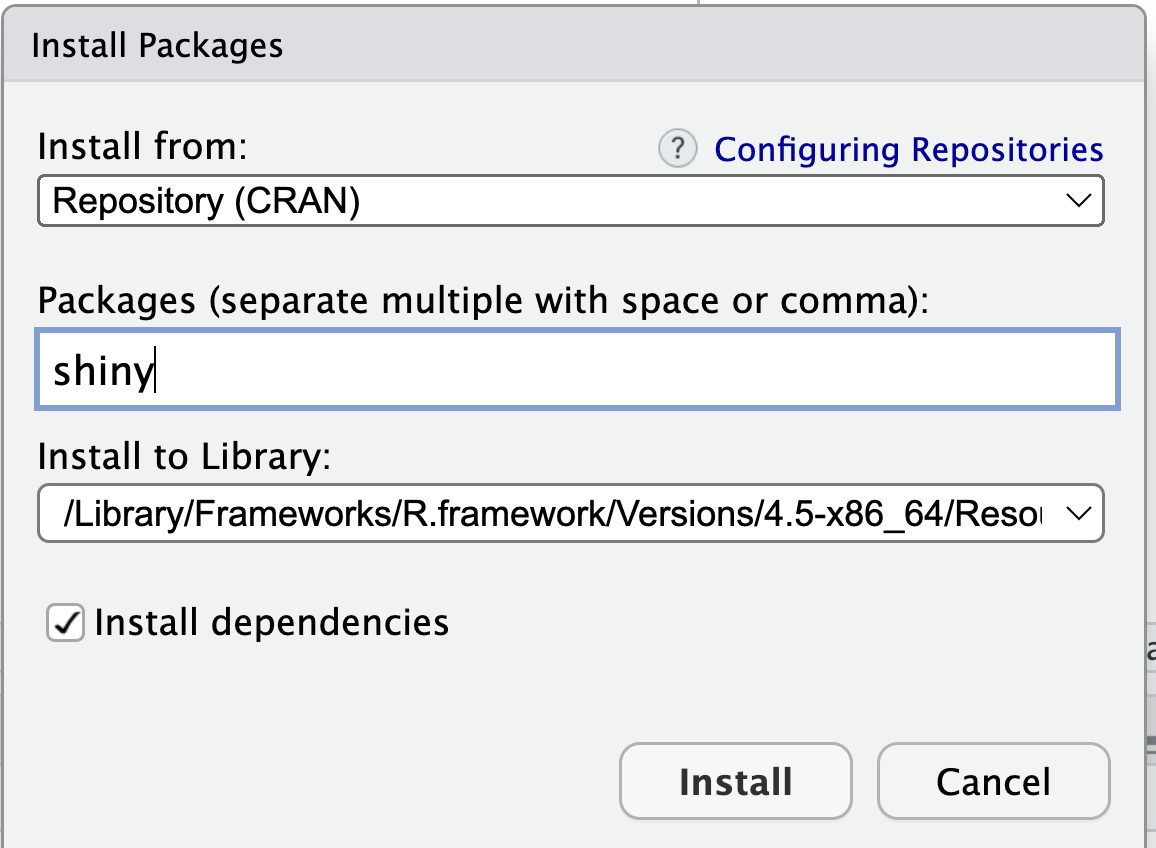 Install Packages
Install from:
? Configuring Repositories
Repository (CRAN)
Packages (separate multiple with space or comma):
shiny
Install to Library:
/Library/Frameworks/R.framework/Versions/4.5-x86_64/Resou
Install dependencies
Install Cancel